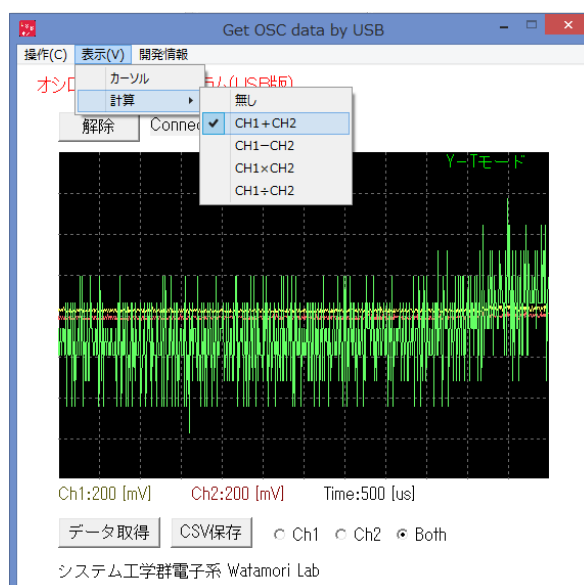 Get OSC data by USB
操作(C) 表示(V) 開発情報
カーソル
計算
無し
CH1+CH2
CH1-CH2
CH1×CH2
CH1÷CH2
オシロ
(USB版)
解除
Y-Tモード
Ch1:200 [mV] Ch2:200 [mV] Time:500 [us]
データ取得 CSV保存 Ch1 Ch2 Both
システム工学群電子系 Watamori Lab